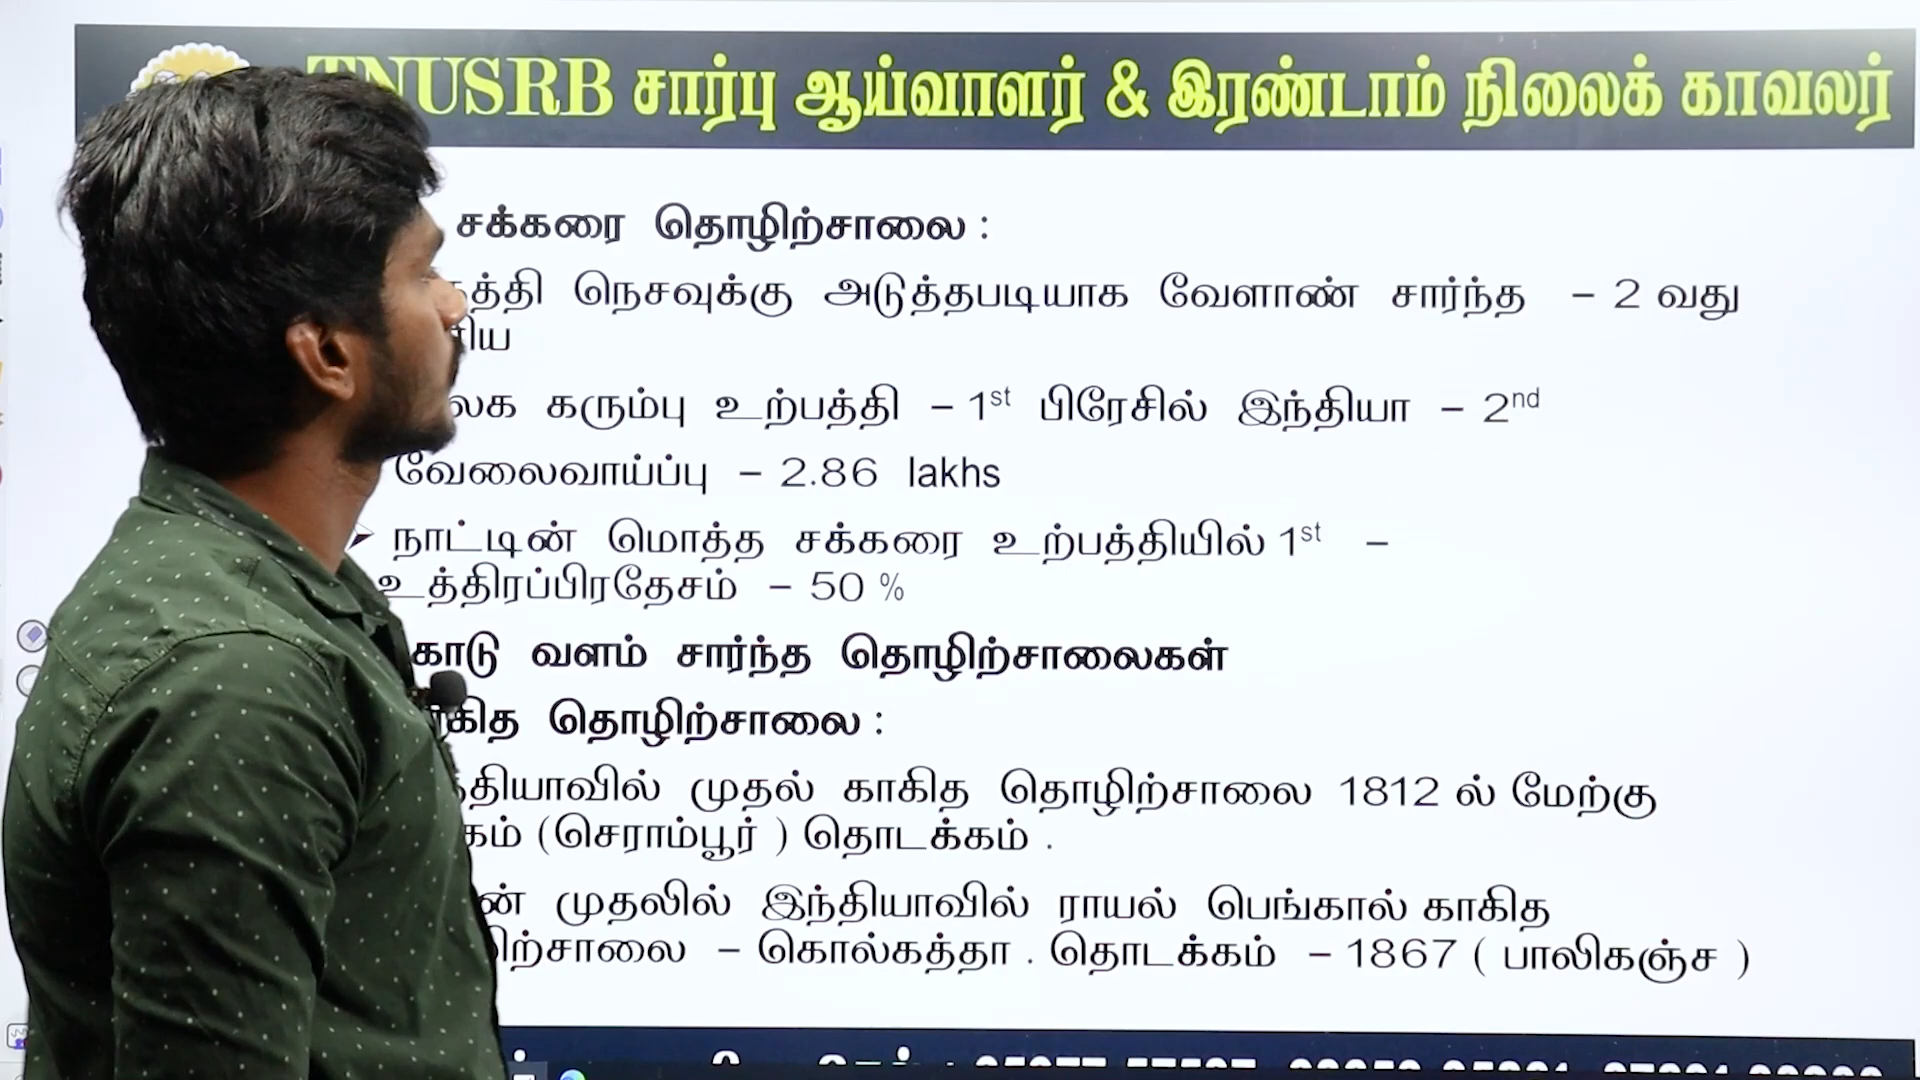 TNUSRB சார்பு ஆய்வாளர் & இரண்டாம் நிலைக் காவலர்
சக்கரை தொழிற்சாலை :
நெசவுக்கு அடுத்தபடியாக வேளாண் சார்ந்த – 2 வது
கரும்பு உற்பத்தி – 1st பிரேசில் இந்தியா – 2nd
வேலைவாய்ப்பு – 2.86 lakhs
➤ நாட்டின் மொத்த சக்கரை உற்பத்தியில் 1st –
உத்திரப்பிரதேசம் – 50 %
காடு வளம் சார்ந்த தொழிற்சாலைகள்
தொழிற்சாலை :
முதல் காகித தொழிற்சாலை 1812 ல் மேற்கு
(செராம்பூர் ) தொடக்கம் .
முதலில் இந்தியாவில் ராயல் பெங்கால் காகித
– கொல்கத்தா . தொடக்கம் – 1867 ( பாலிகஞ்ச )